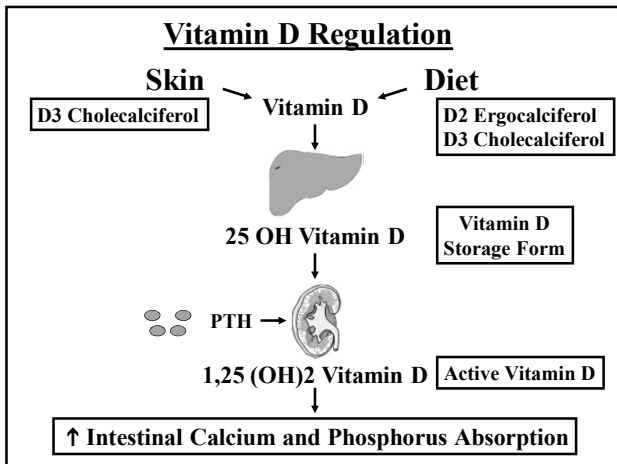 Vitamin D Regulation
Skin
Diet
D3 Cholecalciferol
Vitamin D
D2 Ergocalciferol
D3 Cholecalciferol
25 OH Vitamin D
Vitamin D
Storage Form
PTH
1,25 (OH)2 Vitamin D
Active Vitamin D
↑ Intestinal Calcium and Phosphorus Absorption